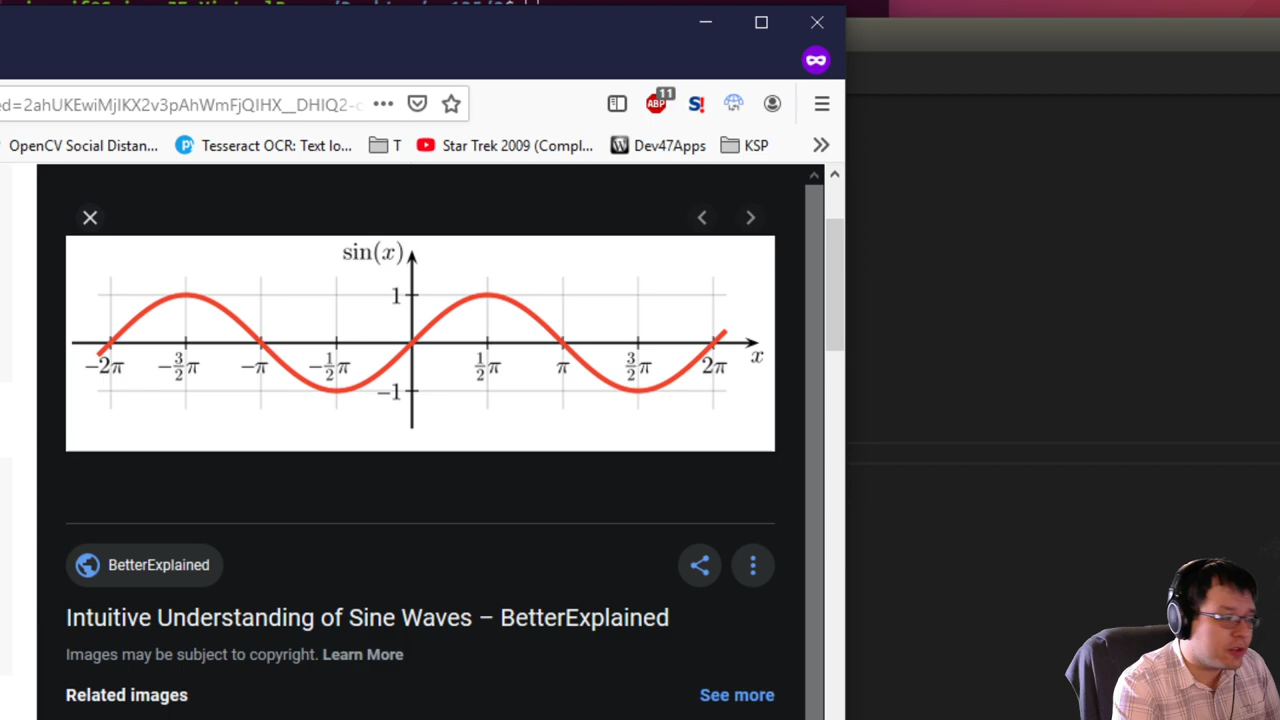 ed=2ahUKEwiMjIKX2v3pAhWmFjQIHX__DHIQ2-c
ABP 11 S!
OpenCV Social Distan... Tesseract OCR: Text lo... T Star Trek 2009 (Compl... Dev47Apps KSP
sin(x)
1
−2π −3/2π −π −1/2π 1/2π π 3/2π 2π x
−1
BetterExplained
Intuitive Understanding of Sine Waves – BetterExplained
Images may be subject to copyright. Learn More
Related images See more